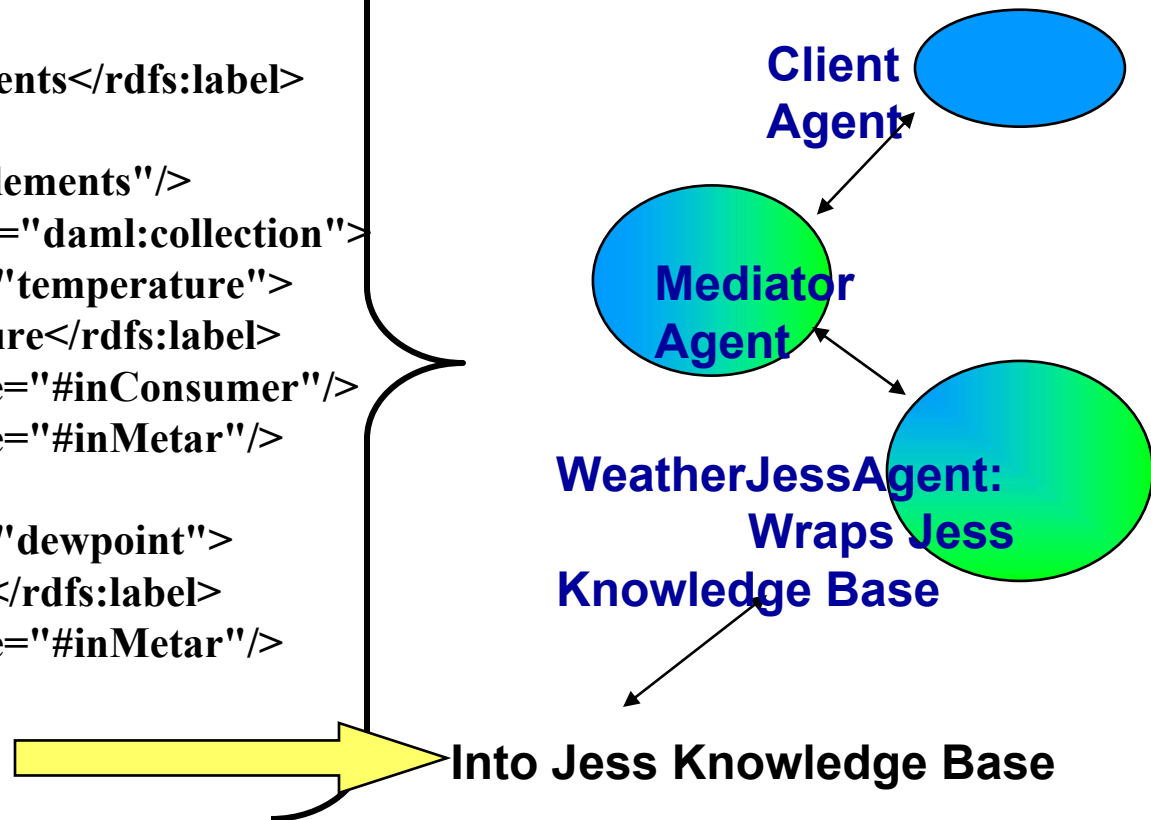 ents</rdfs:label>
lements"/>
="daml:collection">
"temperature">
ure</rdfs:label>
e="#inConsumer"/>
e="#inMetar"/>
"dewpoint">
</rdfs:label>
e="#inMetar"/>
Client
Agent
Mediator
Agent
WeatherJessAgent:
Wraps Jess
Knowledge Base
Into Jess Knowledge Base